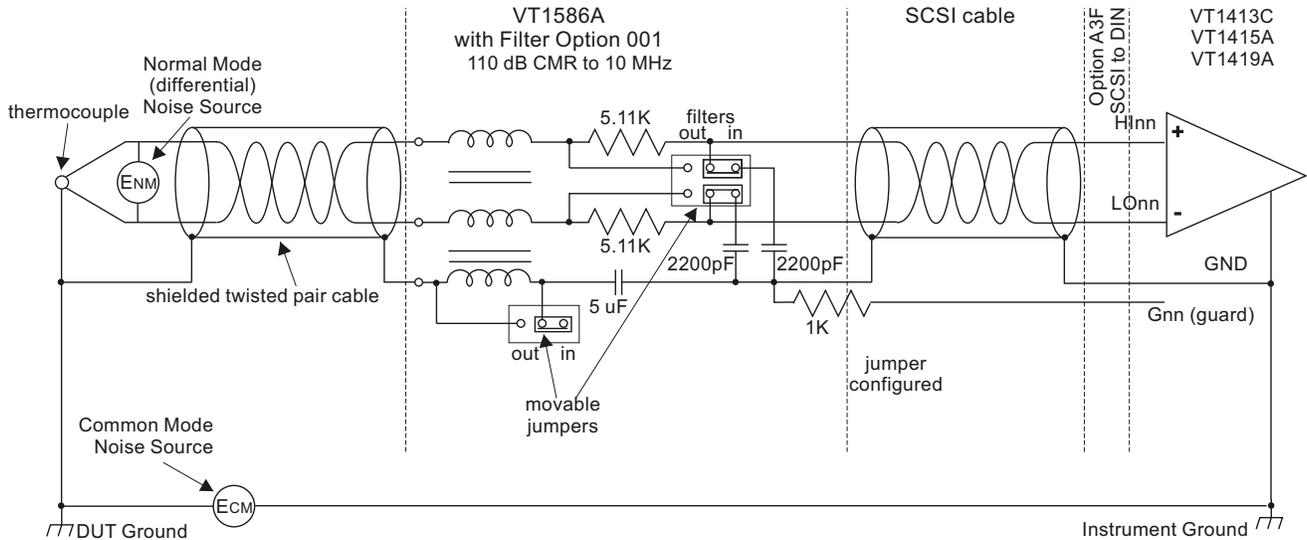 VT1586A
with Filter Option 001
110 dB CMR to 10 MHz
SCSI cable
Option A3F
SCSI to DIN
VT1413C
VT1415A
VT1419A
Normal Mode
(differential)
Noise Source
thermocouple
ENM
5.11K
filters
out in
HInn
+
LOnn
-
5.11K
2200pF
2200pF
GND
shielded twisted pair cable
5 uF
Gnn (guard)
1K
out in
jumper
configured
movable
jumpers
Common Mode
Noise Source
ECM
DUT Ground
Instrument Ground